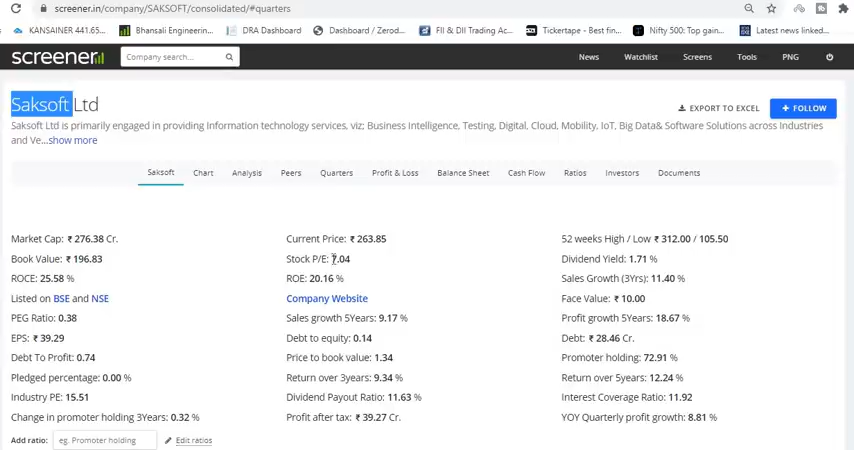 screener.in/company/SAKSOFT/consolidated/#quarters
KANSAINER 441.65... Bhansali Engineerin... DRA Dashboard Dashboard / Zerod... FII & DII Trading Ac... Tickertape - Best fin... Nifty 500: Top gain... Latest news linked...
screener Company search... News Watchlist Screens Tools PNG
Saksoft Ltd EXPORT TO EXCEL + FOLLOW
Saksoft Ltd is primarily engaged in providing Information technology services, viz; Business Intelligence, Testing, Digital, Cloud, Mobility, IoT, Big Data& Software Solutions across Industries
and Ve...show more
Saksoft Chart Analysis Peers Quarters Profit & Loss Balance Sheet Cash Flow Ratios Investors Documents
Market Cap: ₹ 276.38 Cr. Current Price: ₹ 263.85 52 weeks High / Low ₹ 312.00 / 105.50
Book Value: ₹ 196.83 Stock P/E: 7.04 Dividend Yield: 1.71 %
ROCE: 25.58 % ROE: 20.16 % Sales Growth (3Yrs): 11.40 %
Listed on BSE and NSE Company Website Face Value: ₹ 10.00
PEG Ratio: 0.38 Sales growth 5Years: 9.17 % Profit growth 5Years: 18.67 %
EPS: ₹ 39.29 Debt to equity: 0.14 Debt: ₹ 28.46 Cr.
Debt To Profit: 0.74 Price to book value: 1.34 Promoter holding: 72.91 %
Pledged percentage: 0.00 % Return over 3years: 9.34 % Return over 5years: 12.24 %
Industry PE: 15.51 Dividend Payout Ratio: 11.63 % Interest Coverage Ratio: 11.92
Change in promoter holding 3Years: 0.32 % Profit after tax: ₹ 39.27 Cr. YOY Quarterly profit growth: 8.81 %
Add ratio: eg. Promoter holding Edit ratios